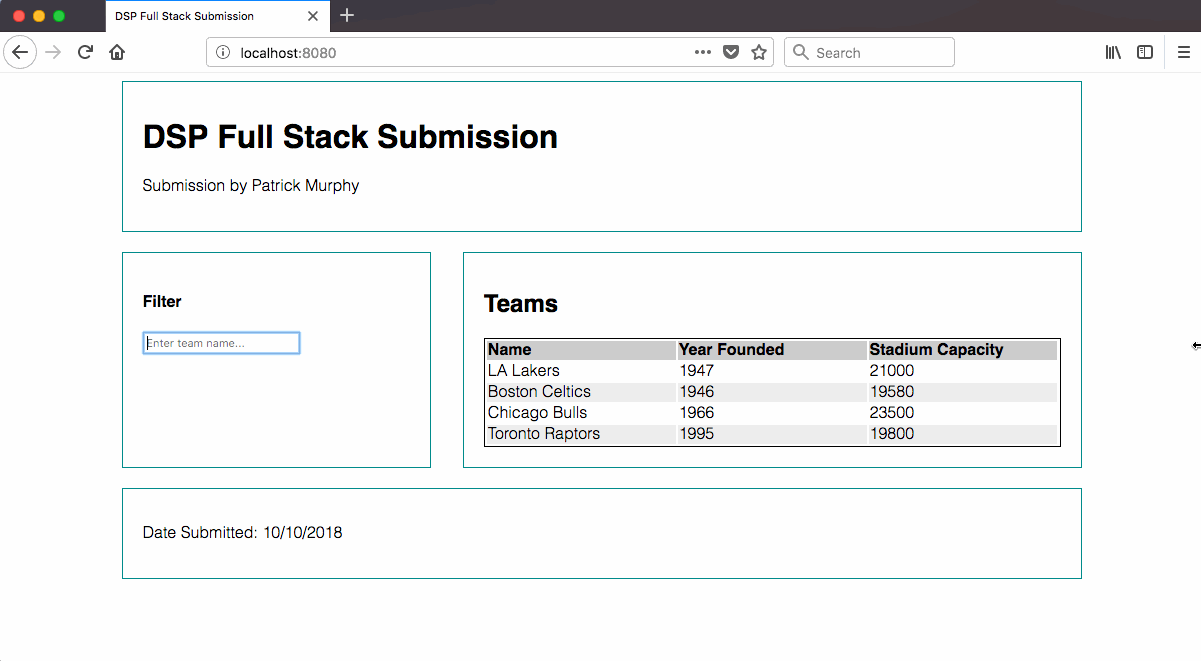 DSP Full Stack Submission
localhost:8080
Search
DSP Full Stack Submission
Submission by Patrick Murphy
Filter
Enter team name...
Teams
Name Year Founded Stadium Capacity
LA Lakers 1947 21000
Boston Celtics 1946 19580
Chicago Bulls 1966 23500
Toronto Raptors 1995 19800
Date Submitted: 10/10/2018